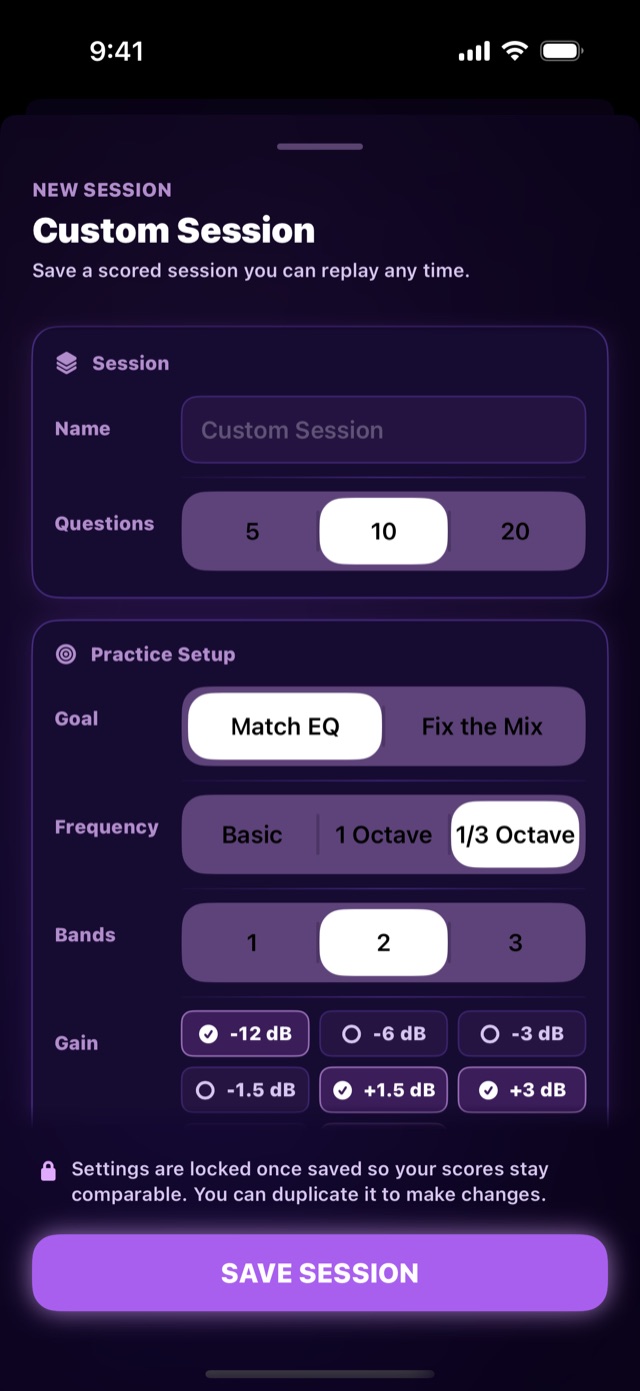 9:41
NEW SESSION
Custom Session
Save a scored session you can replay any time.
Session
Name
Custom Session
Questions
5 10 20
Practice Setup
Goal
Match EQ Fix the Mix
Frequency
Basic 1 Octave 1/3 Octave
Bands
1 2 3
Gain
-12 dB -6 dB -3 dB
-1.5 dB +1.5 dB +3 dB
Settings are locked once saved so your scores stay
comparable. You can duplicate it to make changes.
SAVE SESSION